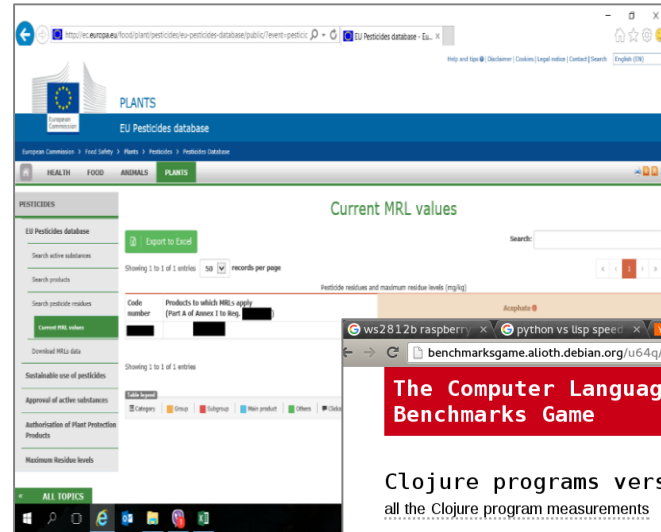 http://ec.europa.eu/food/plant/pesticides/eu-pesticides-database/public/?event=pesticic
EU Pesticides database - Eu...
Help and tips | Disclaimer | Cookies | Legal notice | Contact | Search English (EN)
European
Commission
PLANTS
EU Pesticides database
European Commission > Food Safety > Plants > Pesticides > Pesticides Database
HEALTH FOOD ANIMALS PLANTS
PESTICIDES
EU Pesticides database
Search active substances
Search products
Search pesticide residues
Current MRL values
Download MRLs data
Sustainable use of pesticides
Approval of active substances
Authorisation of Plant Protection
Products
Maximum Residue levels
ALL TOPICS
Current MRL values
Export to Excel
Search:
Showing 1 to 1 of 1 entries 50 records per page
1
Pesticide residues and maximum residue levels (mg/kg)
Code
number
Products to which MRLs apply
(Part A of Annex I to Reg. )
Acephate
Showing 1 to 1 of 1 entries
Table legend
Category Group Subgroup Main product Others
ws2812b raspberry python vs lisp speed
benchmarksgame.alioth.debian.org/u64q/
The Computer Languag
Benchmarks Game
Clojure programs vers
all the Clojure program measurements